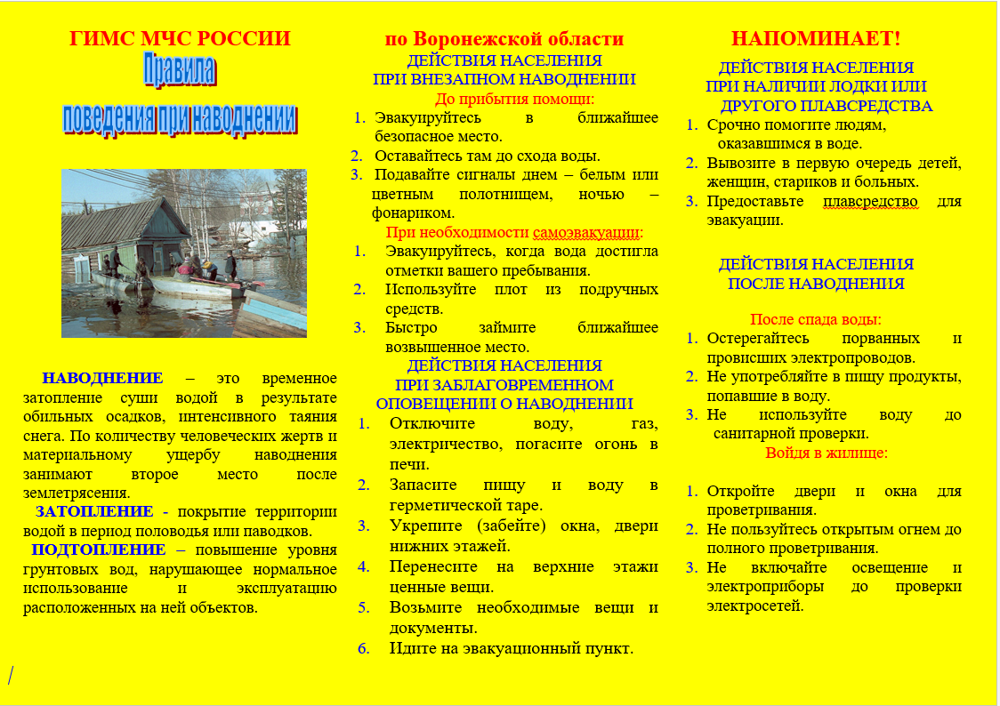 ГИМС МЧС РОССИИ
Правила
поведения при наводнении
НАВОДНЕНИЕ – это временное
затопление суши водой в результате
обильных осадков, интенсивного таяния
снега. По количеству человеческих жертв и
материальному ущербу наводнения
занимают второе место после
землетрясения.
ЗАТОПЛЕНИЕ - покрытие территории
водой в период половодья или паводков.
ПОДТОПЛЕНИЕ – повышение уровня
грунтовых вод, нарушающее нормальное
использование и эксплуатацию
расположенных на ней объектов.
/
по Воронежской области
ДЕЙСТВИЯ НАСЕЛЕНИЯ
ПРИ ВНЕЗАПНОМ НАВОДНЕНИИ
До прибытия помощи:
1. Эвакуируйтесь в ближайшее
безопасное место.
2. Оставайтесь там до схода воды.
3. Подавайте сигналы днем – белым или
цветным полотнищем, ночью –
фонариком.
При необходимости самоэвакуации:
1. Эвакуируйтесь, когда вода достигла
отметки вашего пребывания.
2. Используйте плот из подручных
средств.
3. Быстро займите ближайшее
возвышенное место.
ДЕЙСТВИЯ НАСЕЛЕНИЯ
ПРИ ЗАБЛАГОВРЕМЕННОМ
ОПОВЕЩЕНИИ О НАВОДНЕНИИ
1. Отключите воду, газ,
электричество, погасите огонь в
печи.
2. Запасите пищу и воду в
герметической таре.
3. Укрепите (забейте) окна, двери
нижних этажей.
4. Перенесите на верхние этажи
ценные вещи.
5. Возьмите необходимые вещи и
документы.
6. Идите на эвакуационный пункт.
НАПОМИНАЕТ!
ДЕЙСТВИЯ НАСЕЛЕНИЯ
ПРИ НАЛИЧИИ ЛОДКИ ИЛИ
ДРУГОГО ПЛАВСРЕДСТВА
1. Срочно помогите людям,
оказавшимся в воде.
2. Вывозите в первую очередь детей,
женщин, стариков и больных.
3. Предоставьте плавсредство для
эвакуации.
ДЕЙСТВИЯ НАСЕЛЕНИЯ
ПОСЛЕ НАВОДНЕНИЯ
После спада воды:
1. Остерегайтесь порванных и
провисших электропроводов.
2. Не употребляйте в пищу продукты,
попавшие в воду.
3. Не используйте воду до
санитарной проверки.
Войдя в жилище:
1. Откройте двери и окна для
проветривания.
2. Не пользуйтесь открытым огнем до
полного проветривания.
3. Не включайте освещение и
электроприборы до проверки
электросетей.